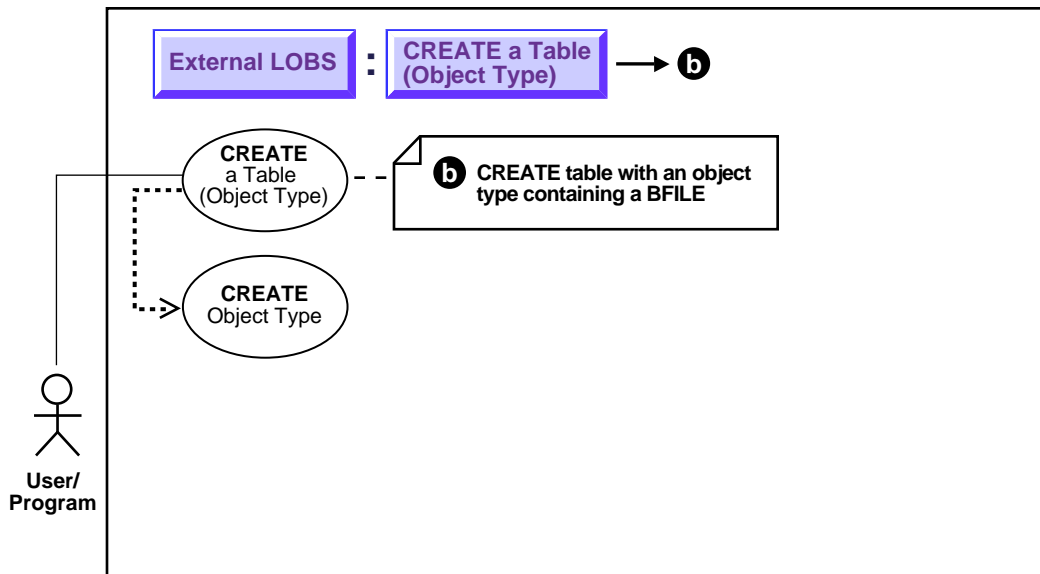 External LOBS : CREATE a Table
(Object Type) b
CREATE
a Table
(Object Type)
b CREATE table with an object
type containing a BFILE
CREATE
Object Type
User/
Program